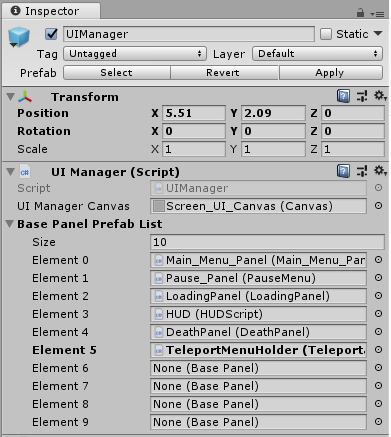 Inspector
UIManager Static
Tag Untagged Layer Default
Prefab Select Revert Apply
Transform
Position X 5.51 Y 2.09 Z 0
Rotation X 0 Y 0 Z 0
Scale X 1 Y 1 Z 1
UI Manager (Script)
Script UIManager
UI Manager Canvas Screen_UI_Canvas (Canvas)
Base Panel Prefab List
Size 10
Element 0 Main_Menu_Panel (Main_Menu_Pan
Element 1 Pause_Panel (PauseMenu)
Element 2 LoadingPanel (LoadingPanel)
Element 3 HUD (HUDScript)
Element 4 DeathPanel (DeathPanel)
Element 5 TeleportMenuHolder (Teleport
Element 6 None (Base Panel)
Element 7 None (Base Panel)
Element 8 None (Base Panel)
Element 9 None (Base Panel)